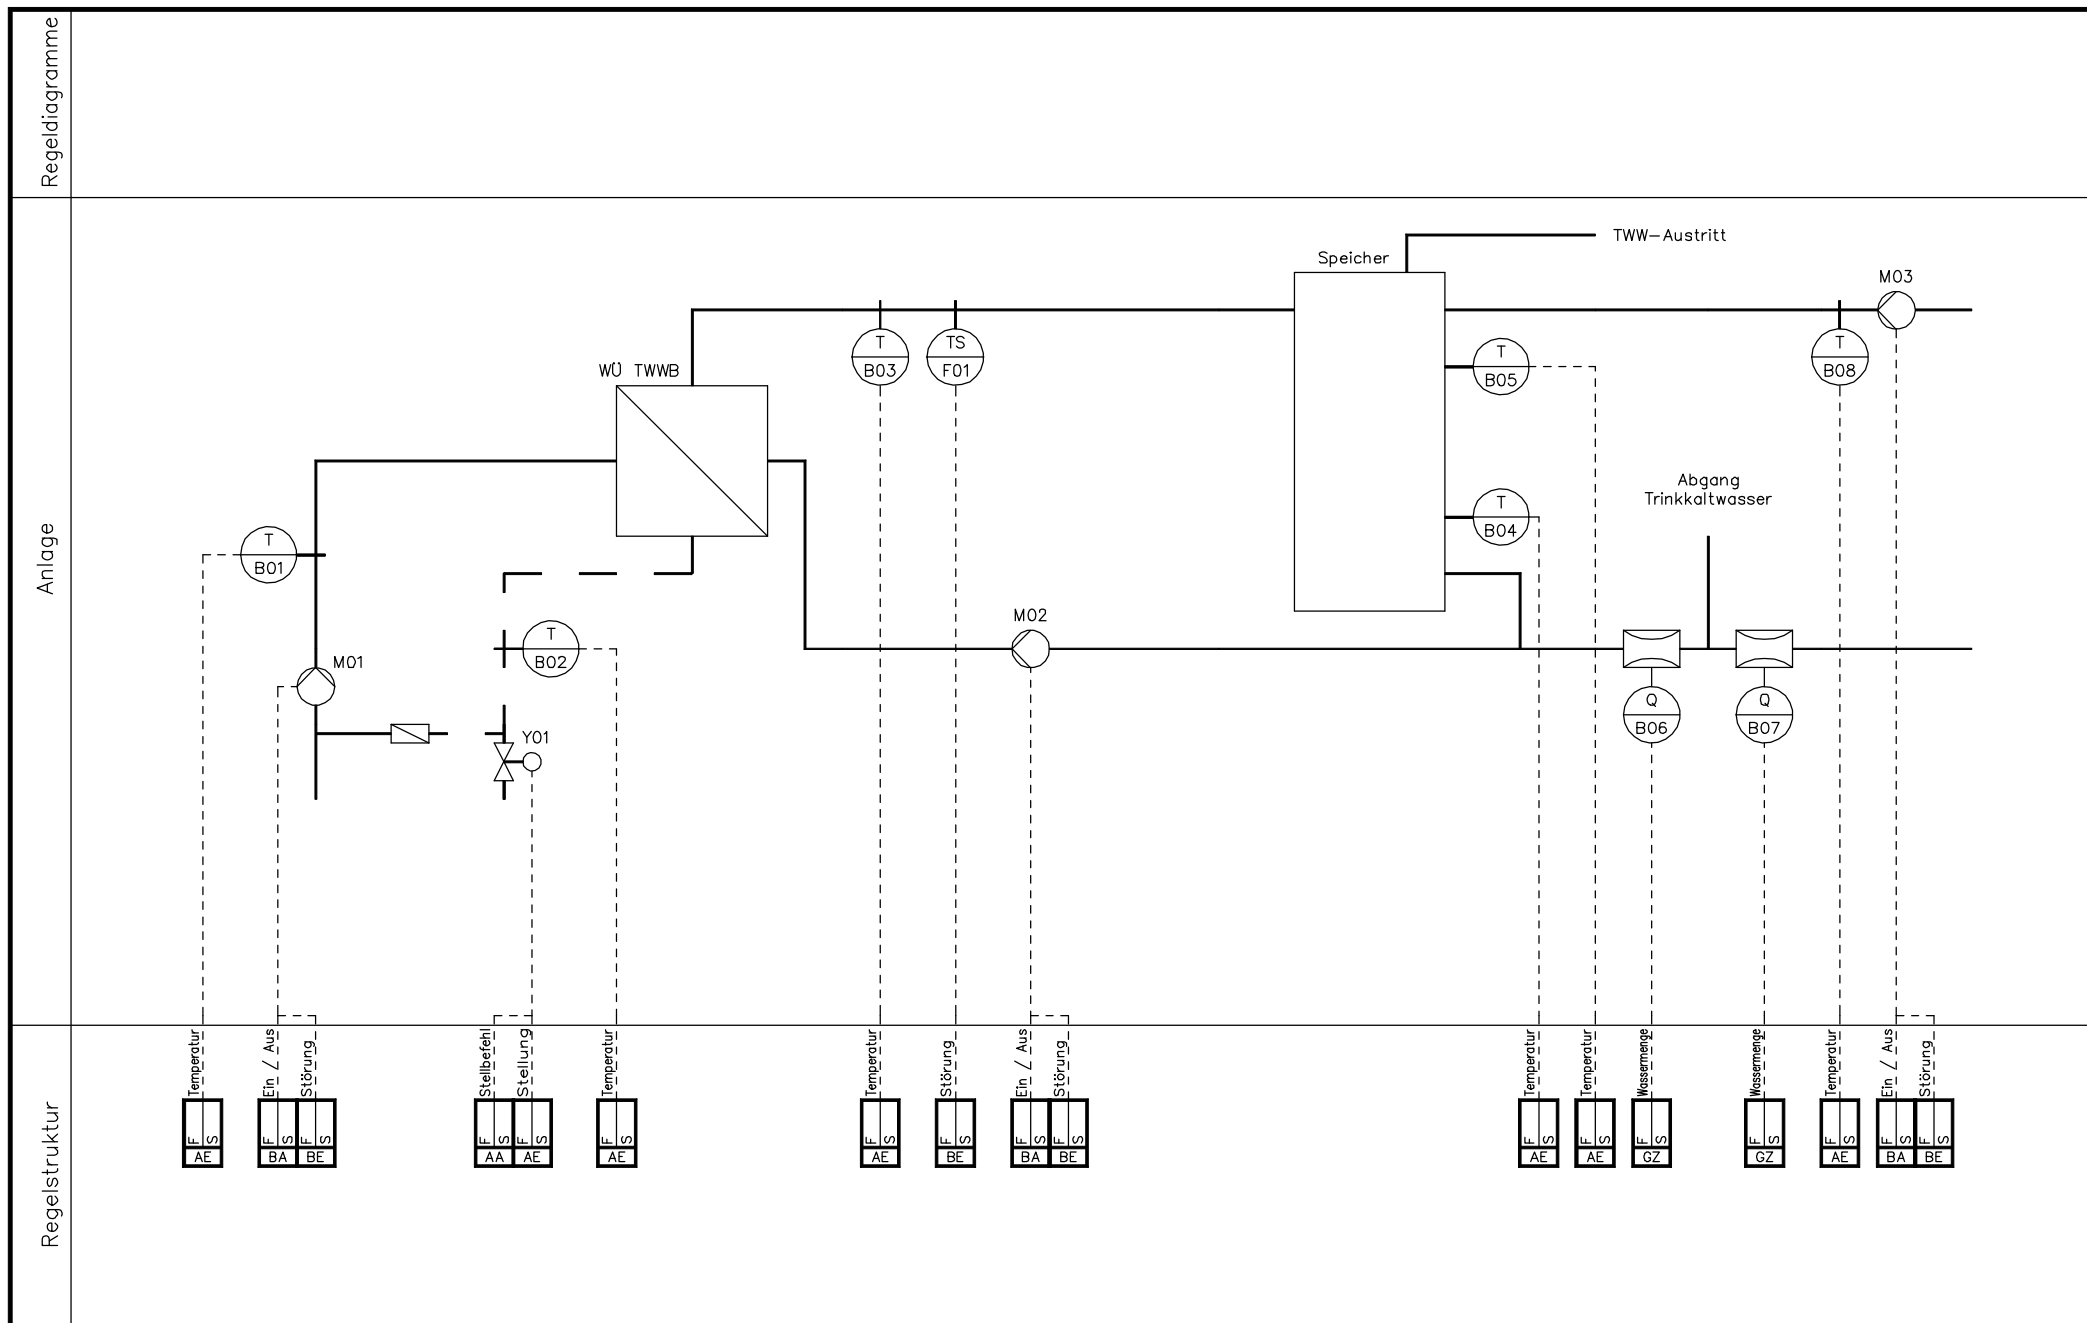 Regeldiagramme
Anlage
Regelstruktur
TWW-Austritt
Speicher
M03
WÜ TWWB
T
B03
TS
F01
T
B05
T
B08
Abgang
Trinkkaltwasser
T
B04
T
B01
M02
T
B02
M01
Q
B06
Q
B07
Y01
Temperatur
Ein / Aus
Störung
Stellbefehl
Stellung
Temperatur
Temperatur
Störung
Ein / Aus
Störung
Temperatur
Temperatur
Wassermenge
Wassermenge
Temperatur
Ein / Aus
Störung
F S
AE
F S
BA
F S
BE
F S
AA
F S
AE
F S
AE
F S
AE
F S
BE
F S
BA
F S
BE
F S
AE
F S
AE
F S
GZ
F S
GZ
F S
AE
F S
BA
F S
BE